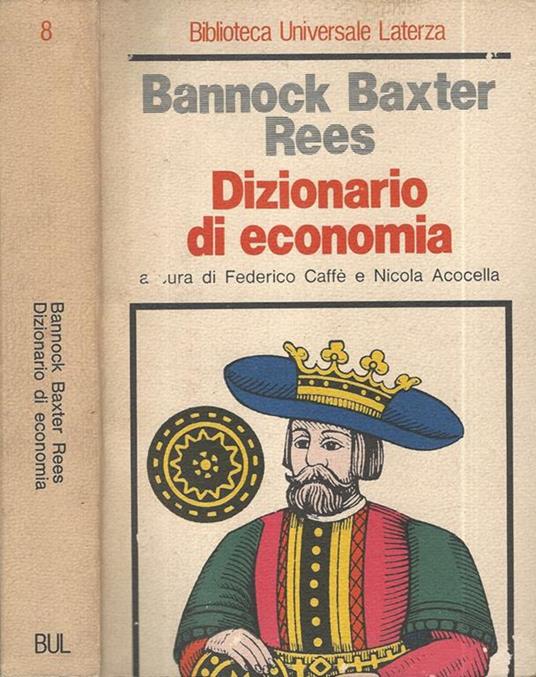 8
Bannock Baxter Rees
Dizionario di economia
BUL
Biblioteca Universale Laterza
Bannock Baxter
Rees
Dizionario
di economia
a cura di Federico Caffè e Nicola Acocella